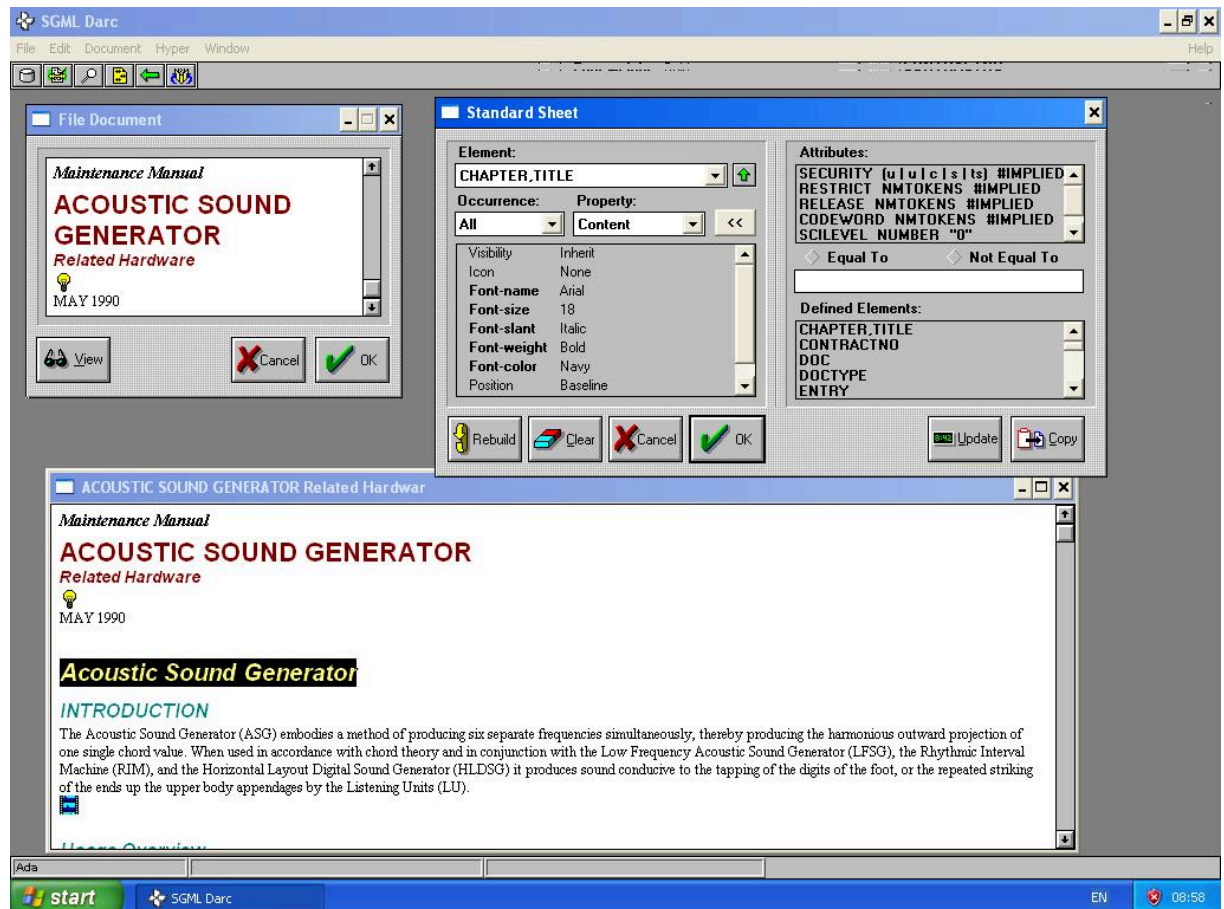 SGML Darc
File Edit Document Hyper Window Help
File Document
Maintenance Manual
ACOUSTIC SOUND
GENERATOR
Related Hardware
MAY 1990
View Cancel OK
Standard Sheet
Element:
CHAPTER,TITLE
Occurrence: Property:
All Content <<
Visibility Inherit
Icon None
Font-name Arial
Font-size 18
Font-slant Italic
Font-weight Bold
Font-color Navy
Position Baseline
Attributes:
SECURITY (u | u | c | s | ts) #IMPLIED
RESTRICT NMTOKENS #IMPLIED
RELEASE NMTOKENS #IMPLIED
CODEWORD NMTOKENS #IMPLIED
SCILEVEL NUMBER "0"
Equal To Not Equal To
Defined Elements:
CHAPTER,TITLE
CONTRACTNO
DOC
DOCTYPE
ENTRY
Rebuild Clear Cancel OK Update Copy
ACOUSTIC SOUND GENERATOR Related Hardwar
Maintenance Manual
ACOUSTIC SOUND GENERATOR
Related Hardware
MAY 1990
Acoustic Sound Generator
INTRODUCTION
The Acoustic Sound Generator (ASG) embodies a method of producing six separate frequencies simultaneously, thereby producing the harmonious outward projection of
one single chord value. When used in accordance with chord theory and in conjunction with the Low Frequency Acoustic Sound Generator (LFSG), the Rhythmic Interval
Machine (RIM), and the Horizontal Layout Digital Sound Generator (HLDSG) it produces sound conducive to the tapping of the digits of the foot, or the repeated striking
of the ends up the upper body appendages by the Listening Units (LU).
Ada
start SGML Darc EN 08:58